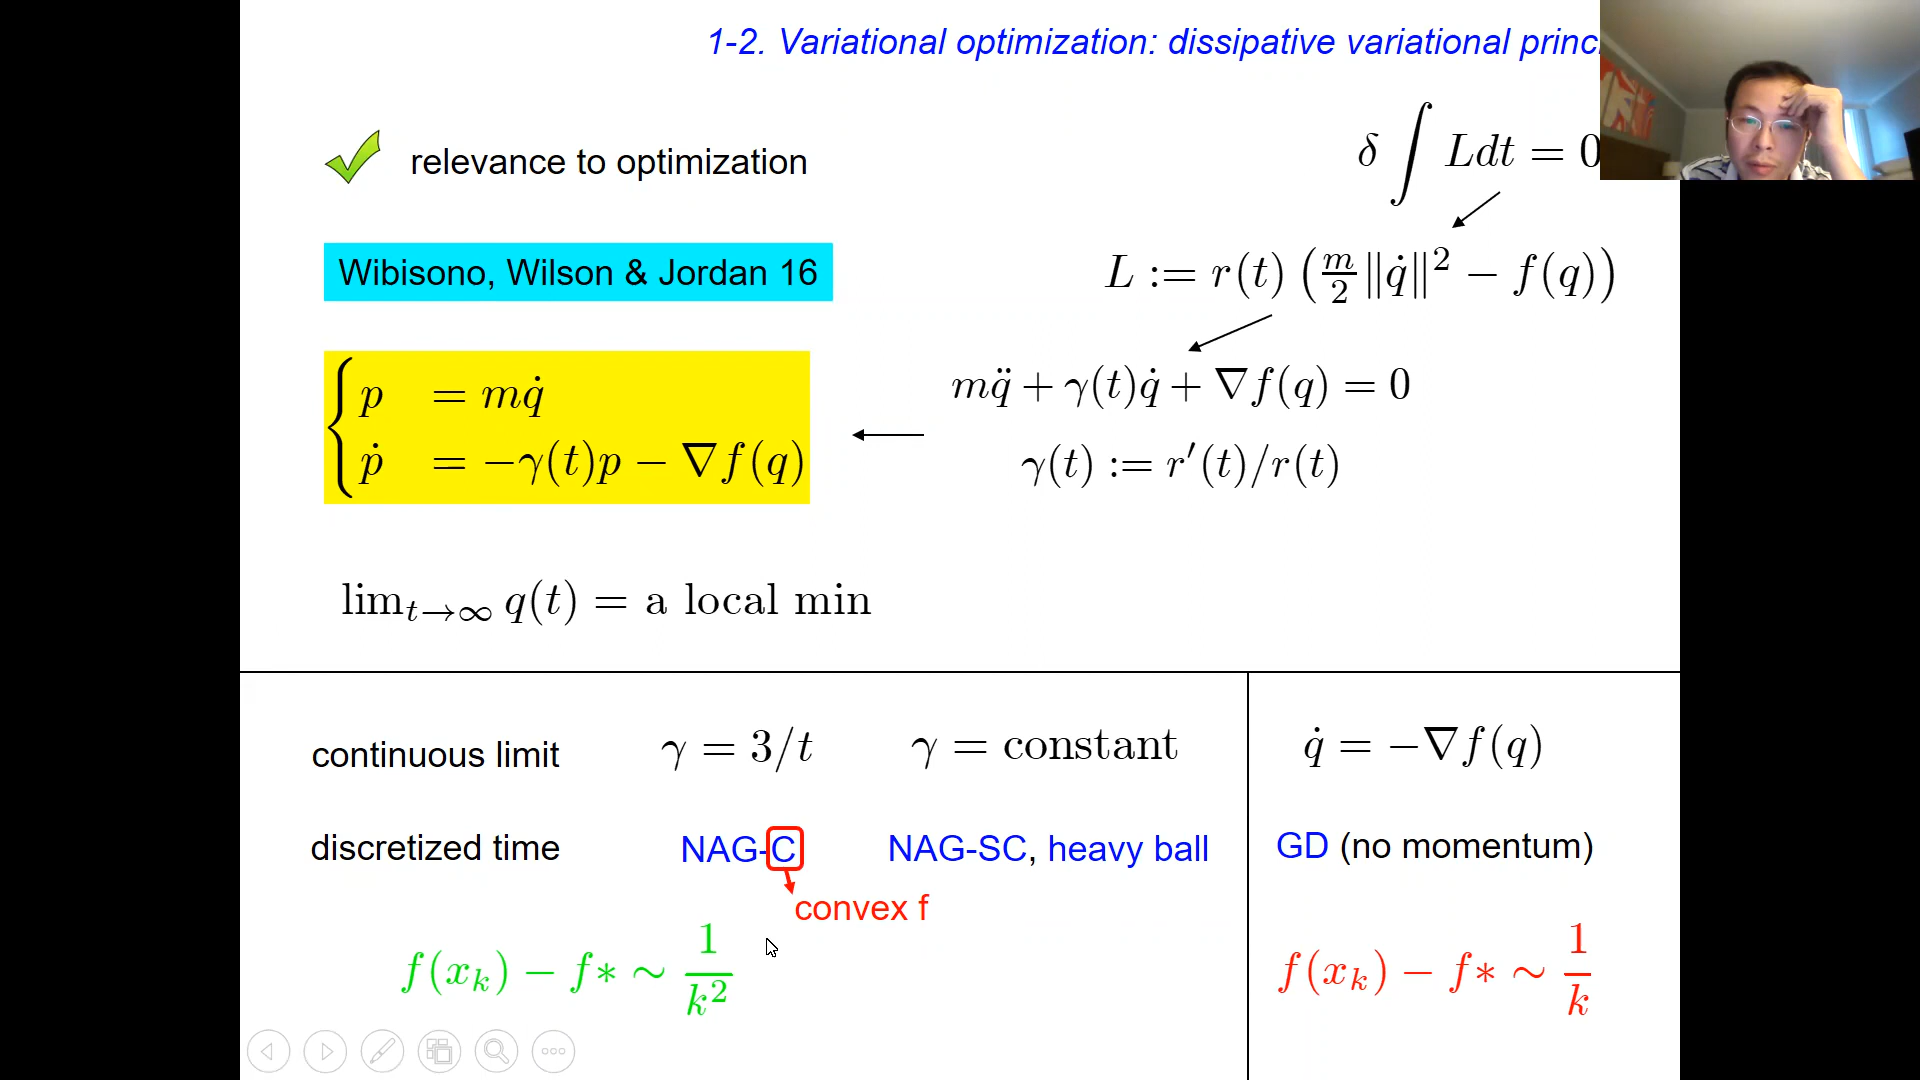 1-2. Variational optimization: dissipative variational princ
relevance to optimization
δ ∫ Ldt = 0
Wibisono, Wilson & Jordan 16
L := r(t) (m/2 ‖q̇‖² − f(q))
{ p = mq̇
ṗ = −γ(t)p − ∇f(q)
mq̈ + γ(t)q̇ + ∇f(q) = 0
γ(t) := r′(t)/r(t)
lim_{t→∞} q(t) = a local min
continuous limit γ = 3/t γ = constant q̇ = −∇f(q)
discretized time NAG-C NAG-SC, heavy ball GD (no momentum)
convex f
f(x_k) − f* ∼ 1/k² f(x_k) − f* ∼ 1/k